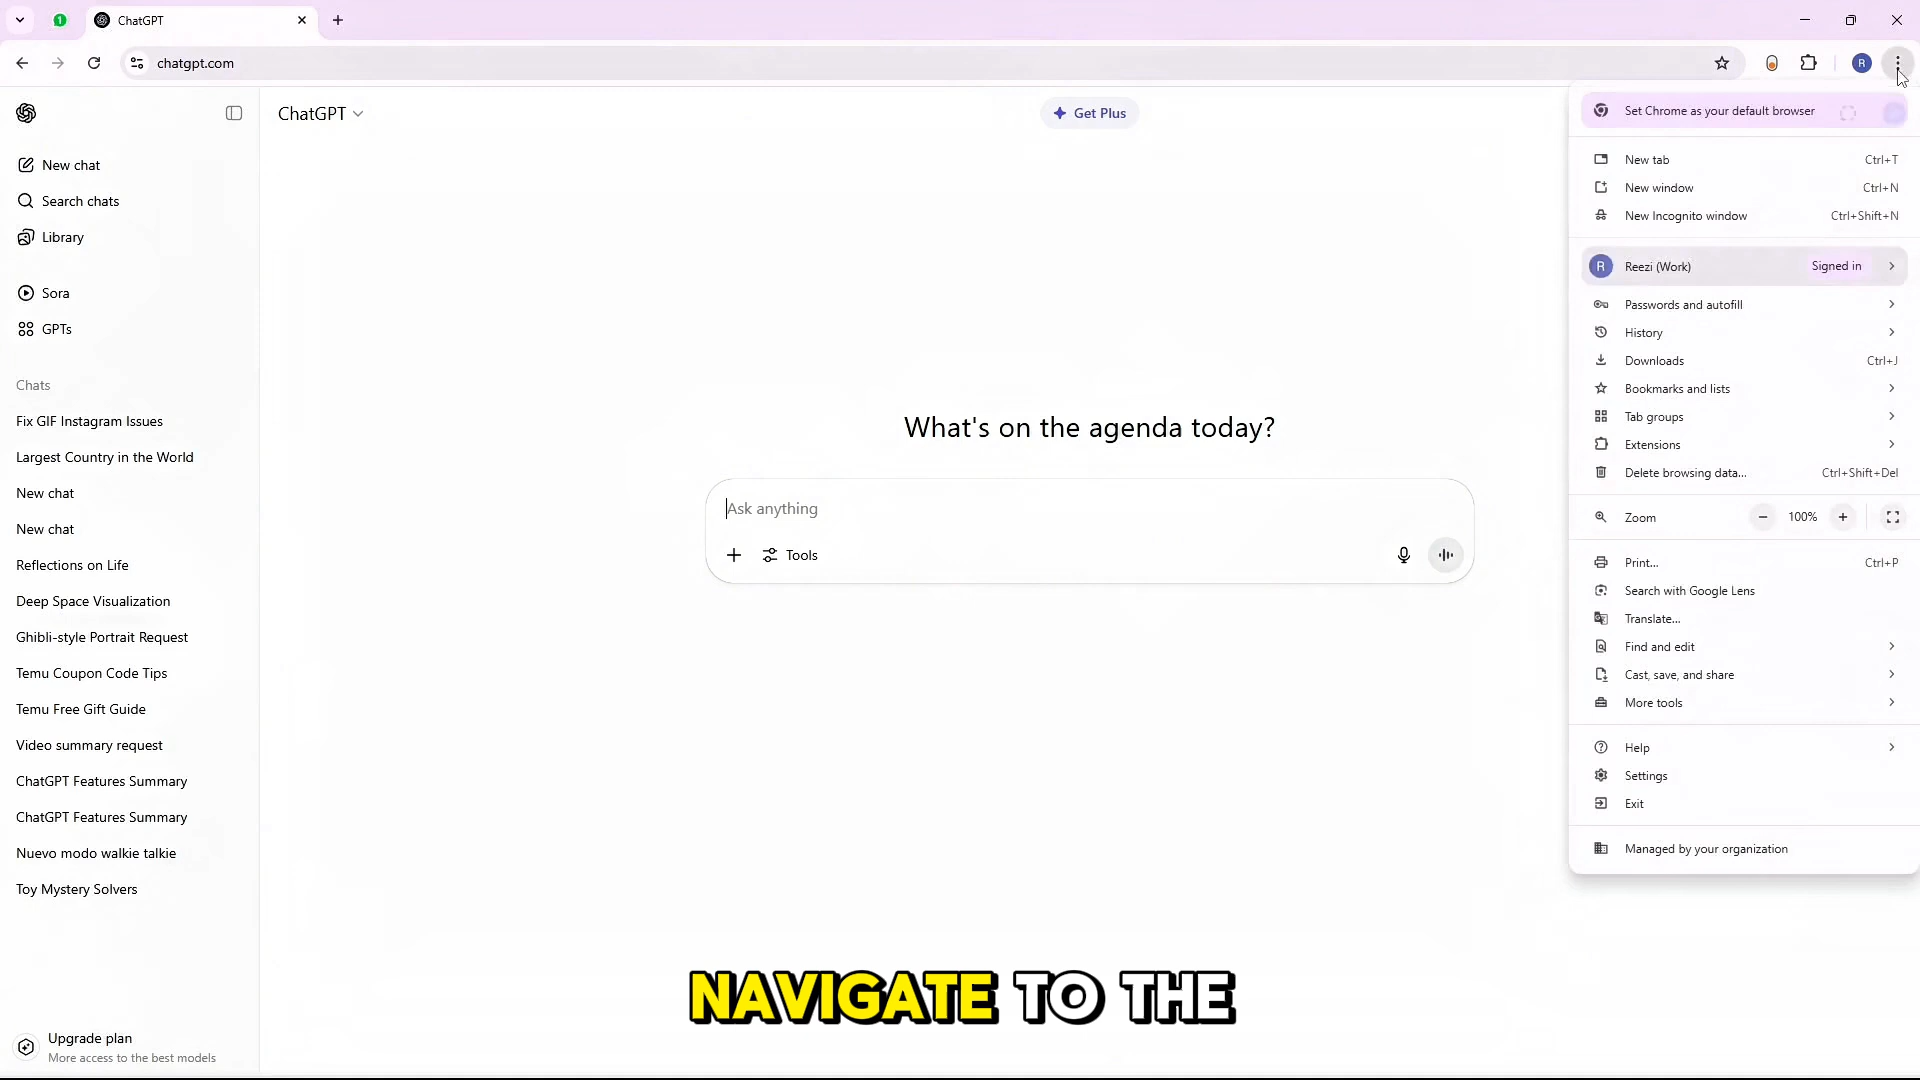 1
ChatGPT
chatgpt.com
R
ChatGPT
Get Plus
New chat
Search chats
Library
Sora
GPTs
Chats
Fix GIF Instagram Issues
Largest Country in the World
New chat
New chat
Reflections on Life
Deep Space Visualization
Ghibli-style Portrait Request
Temu Coupon Code Tips
Temu Free Gift Guide
Video summary request
ChatGPT Features Summary
ChatGPT Features Summary
Nuevo modo walkie talkie
Toy Mystery Solvers
Upgrade plan
More access to the best models
What's on the agenda today?
Ask anything
Tools
Set Chrome as your default browser
New tab Ctrl+T
New window Ctrl+N
New Incognito window Ctrl+Shift+N
R Reezi (Work) Signed in
Passwords and autofill
History
Downloads Ctrl+J
Bookmarks and lists
Tab groups
Extensions
Delete browsing data... Ctrl+Shift+Del
Zoom 100%
Print... Ctrl+P
Search with Google Lens
Translate...
Find and edit
Cast, save, and share
More tools
Help
Settings
Exit
Managed by your organization
NAVIGATE TO THE